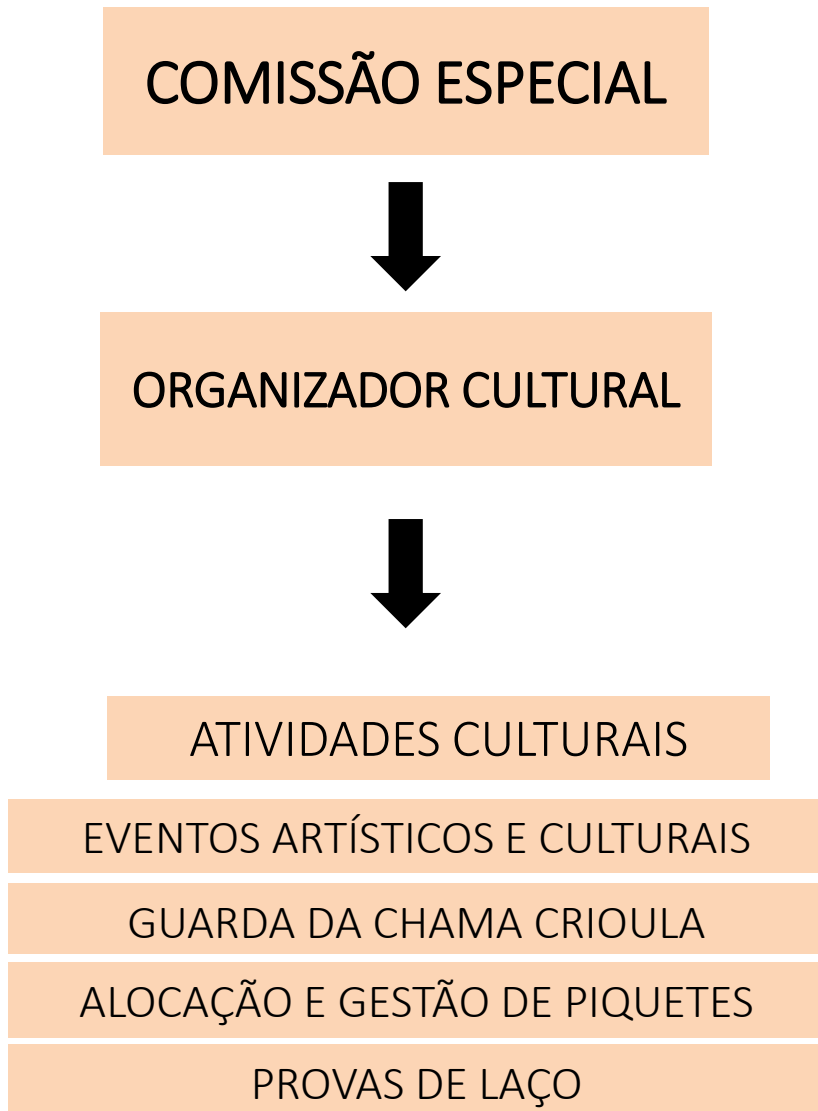 COMISSÃO ESPECIAL
ORGANIZADOR CULTURAL
ATIVIDADES CULTURAIS
EVENTOS ARTÍSTICOS E CULTURAIS
GUARDA DA CHAMA CRIOULA
ALOCAÇÃO E GESTÃO DE PIQUETES
PROVAS DE LAÇO